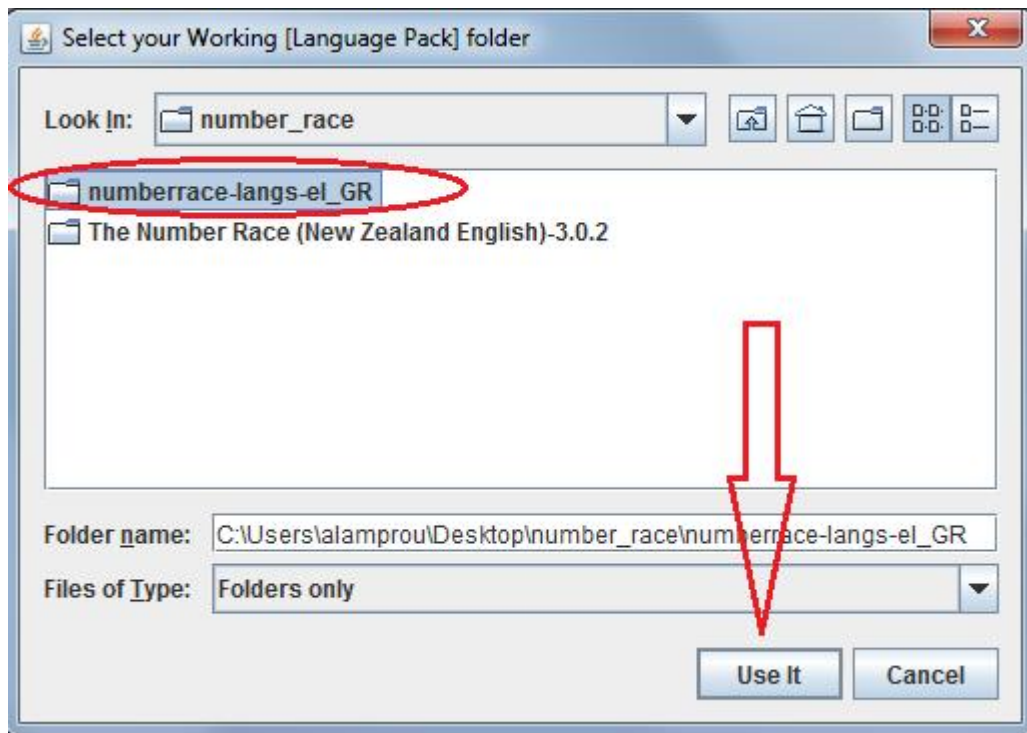 Select your Working [Language Pack] folder
Look In: number_race
numberrace-langs-el_GR
The Number Race (New Zealand English)-3.0.2
Folder name: C:\Users\alamprou\Desktop\number_race\numberrace-langs-el_GR
Files of Type: Folders only
Use It Cancel